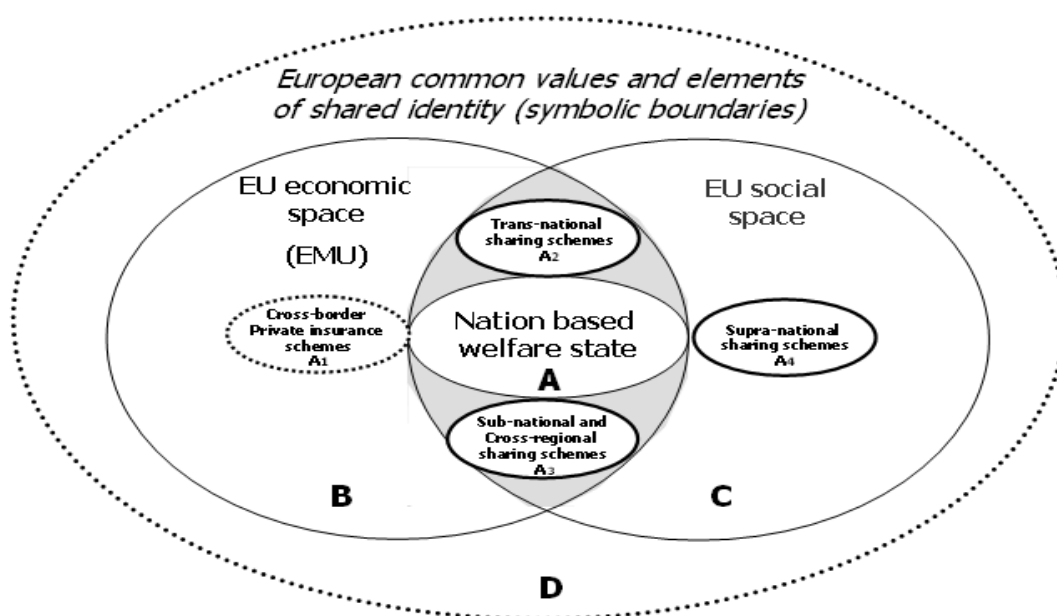 European common values and elements
of shared identity (symbolic boundaries)
EU economic
space
(EMU)
EU social
space
Trans-national
sharing schemes
A2
Cross-border
Private insurance
schemes
A1
Nation based
welfare state
A
Supra-national
sharing schemes
A4
Sub-national and
Cross-regional
sharing schemes
A3
B
C
D